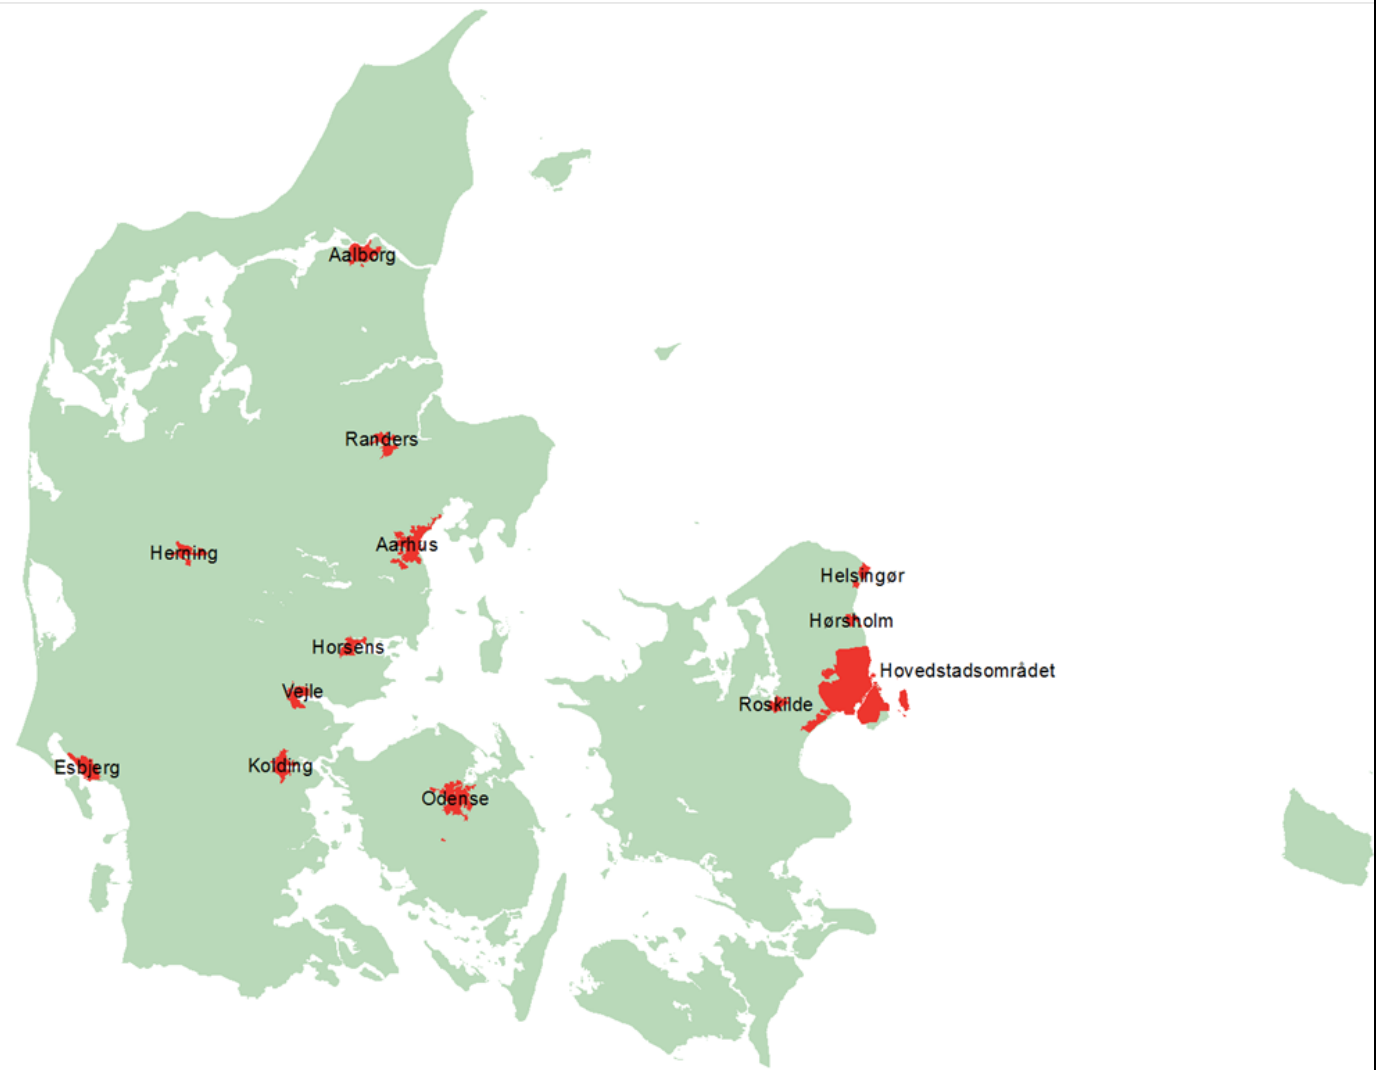 Aalborg
Randers
Aarhus
Herning
Helsingør
Hørsholm
Horsens
Hovedstadsområdet
Vejle
Roskilde
Esbjerg
Kolding
Odense